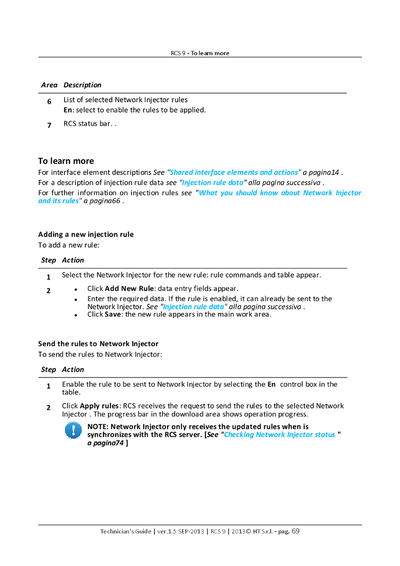 RCS 9 - To learn more
Area Description
6 List of selected Network Injector rules
En: select to enable the rules to be applied.
7 RCS status bar. .
To learn more
For interface element descriptions See "Shared interface elements and actions" a pagina14 .
For a description of injection rule data see "Injection rule data" alla pagina successiva .
For further information on injection rules see "What you should know about Network Injector
and its rules" a pagina66 .
Adding a new injection rule
To add a new rule:
Step Action
1 Select the Network Injector for the new rule: rule commands and table appear.
2 • Click Add New Rule: data entry fields appear.
• Enter the required data. If the rule is enabled, it can already be sent to the
Network Injector. See "Injection rule data" alla pagina successiva .
• Click Save: the new rule appears in the main work area.
Send the rules to Network Injector
To send the rules to Network Injector:
Step Action
1 Enable the rule to be sent to Network Injector by selecting the En control box in the
table.
2 Click Apply rules: RCS receives the request to send the rules to the selected Network
Injector . The progress bar in the download area shows operation progress.
NOTE: Network Injector only receives the updated rules when is
synchronizes with the RCS server. [See "Checking Network Injector status "
a pagina74 ]
Technician's Guide | ver.1.5 SEP-2013 | RCS 9 | 2013© HT S.r.l. - pag. 69